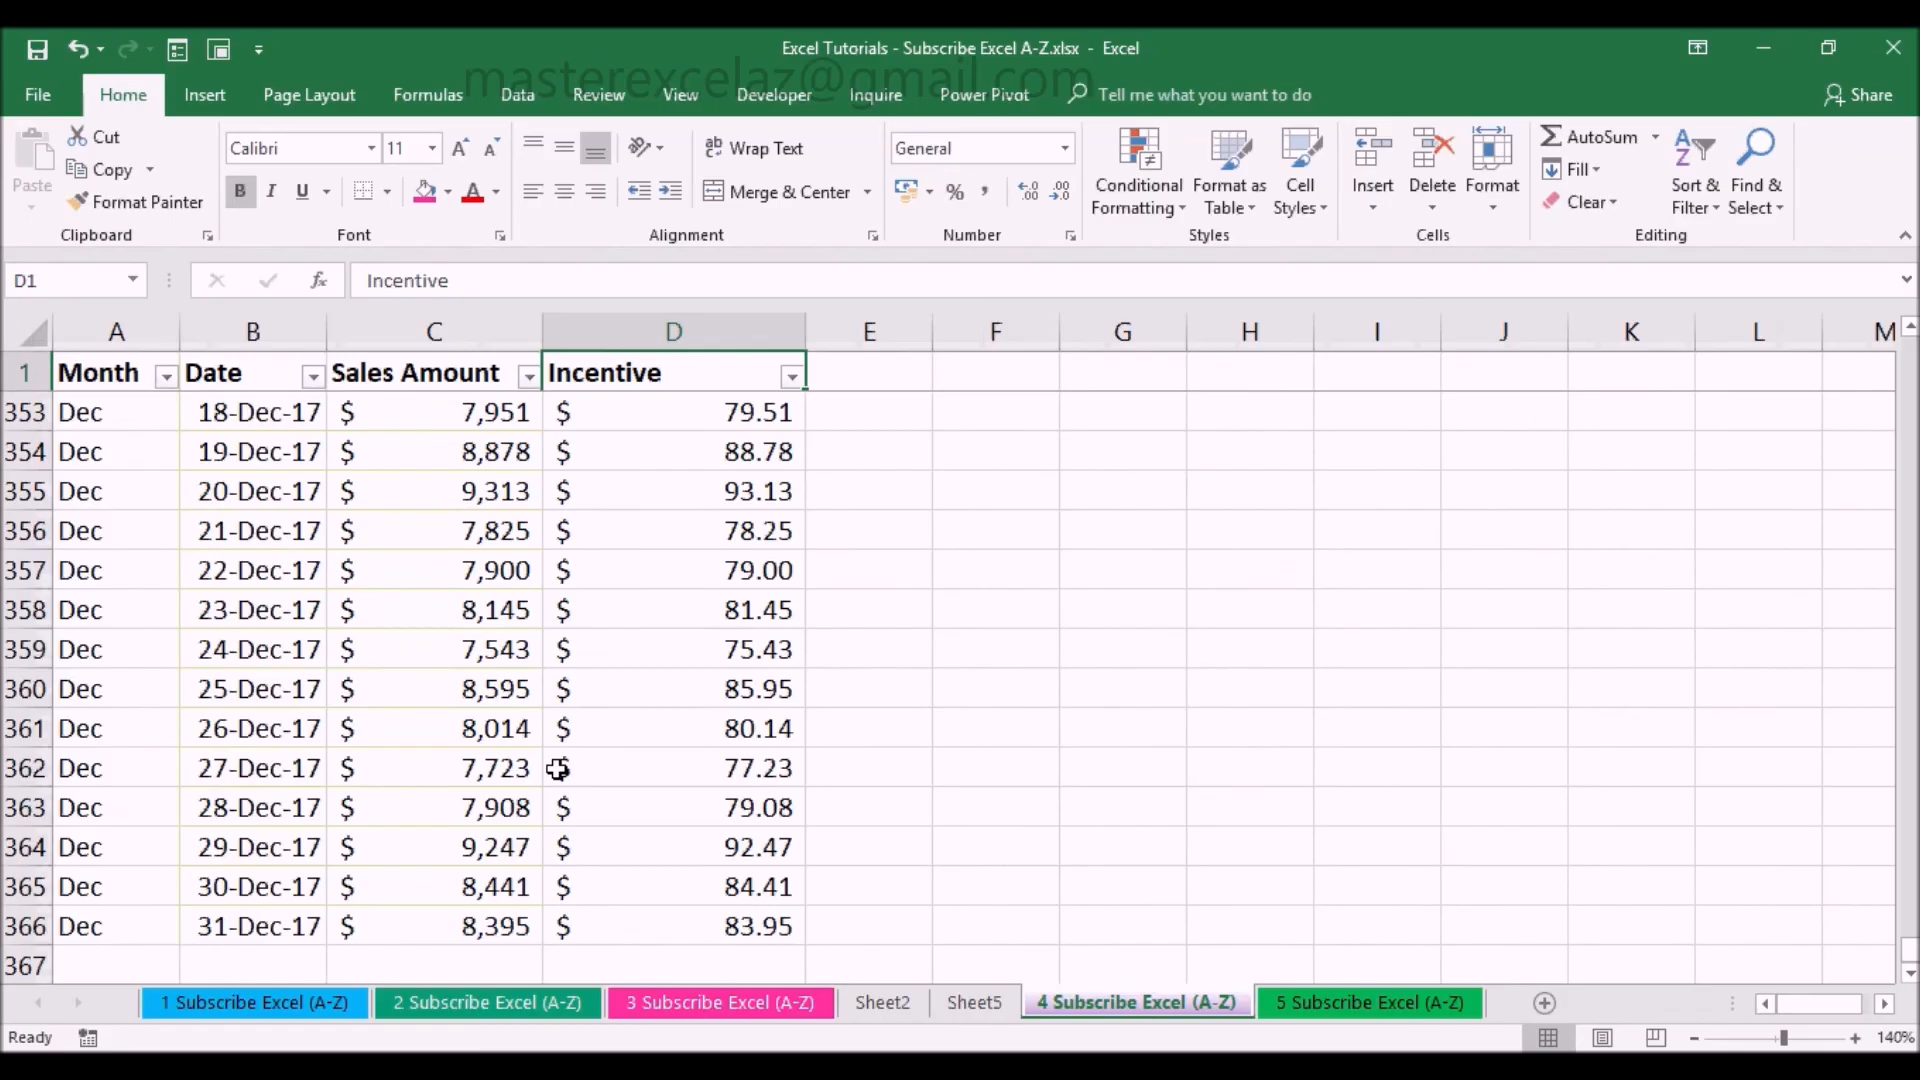 Excel Tutorials - Subscribe Excel A-Z.xlsx - Excel
masterexcelaz@gmail.com
File Home Insert Page Layout Formulas Data Review View Developer Inquire Power Pivot Tell me what you want to do Share
Paste
Cut
Copy
Format Painter
Clipboard
Calibri 11
B I U
Font
Wrap Text
Merge & Center
Alignment
General
%
Number
Conditional Formatting
Format as Table
Cell Styles
Styles
Insert
Delete
Format
Cells
AutoSum
Fill
Clear
Sort & Filter
Find & Select
Editing
D1 fx Incentive
A B C D E F G H I J K L M
1 Month Date Sales Amount Incentive
353 Dec 18-Dec-17 $ 7,951 $ 79.51
354 Dec 19-Dec-17 $ 8,878 $ 88.78
355 Dec 20-Dec-17 $ 9,313 $ 93.13
356 Dec 21-Dec-17 $ 7,825 $ 78.25
357 Dec 22-Dec-17 $ 7,900 $ 79.00
358 Dec 23-Dec-17 $ 8,145 $ 81.45
359 Dec 24-Dec-17 $ 7,543 $ 75.43
360 Dec 25-Dec-17 $ 8,595 $ 85.95
361 Dec 26-Dec-17 $ 8,014 $ 80.14
362 Dec 27-Dec-17 $ 7,723 $ 77.23
363 Dec 28-Dec-17 $ 7,908 $ 79.08
364 Dec 29-Dec-17 $ 9,247 $ 92.47
365 Dec 30-Dec-17 $ 8,441 $ 84.41
366 Dec 31-Dec-17 $ 8,395 $ 83.95
367
1 Subscribe Excel (A-Z) 2 Subscribe Excel (A-Z) 3 Subscribe Excel (A-Z) Sheet2 Sheet5 4 Subscribe Excel (A-Z) 5 Subscribe Excel (A-Z)
Ready 140%